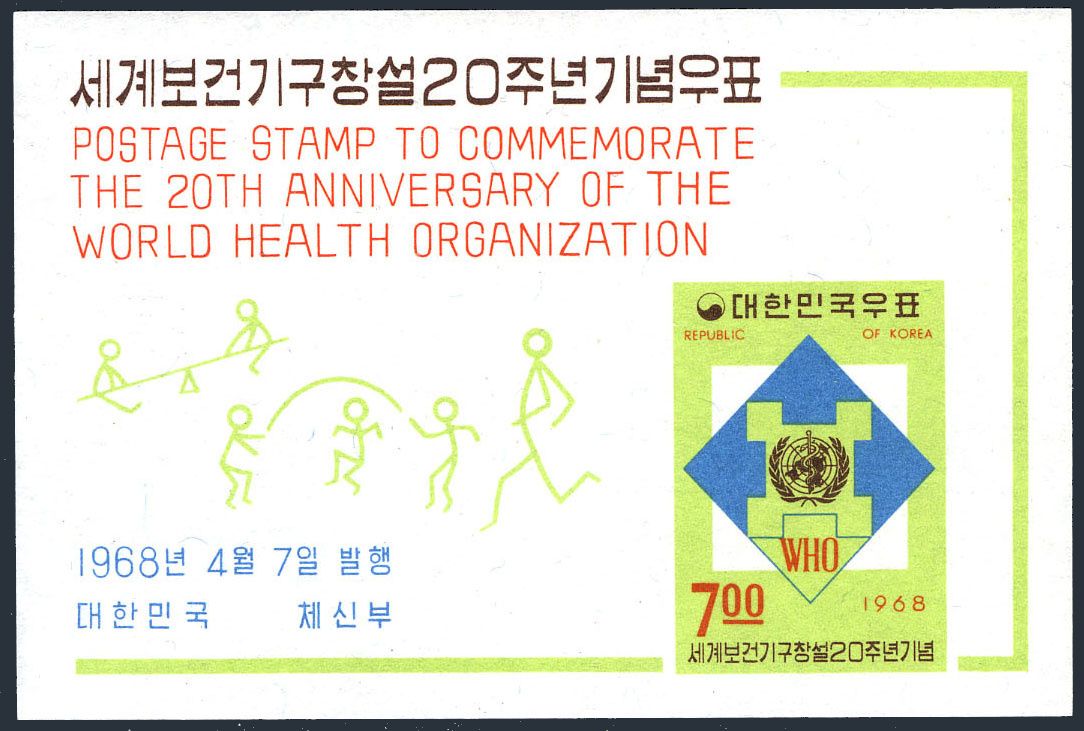 세계보건기구창설20주년기념우표
POSTAGE STAMP TO COMMEMORATE
THE 20TH ANNIVERSARY OF THE
WORLD HEALTH ORGANIZATION
대한민국우표
REPUBLIC OF KOREA
WHO
7.00
1968
세계보건기구창설20주년기념
1968년 4월 7일 발행
대한민국 체신부